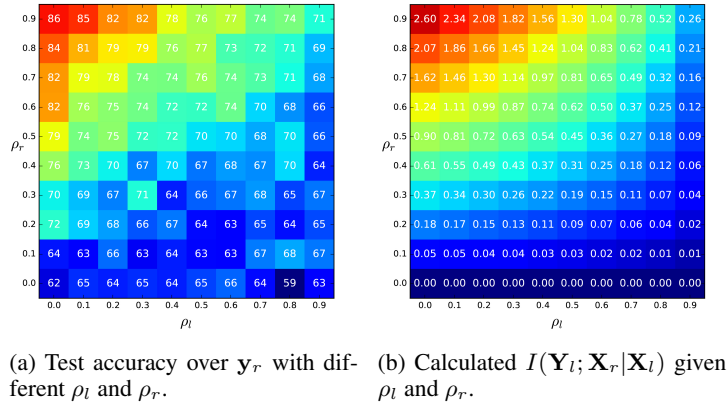 0.9 86 85 82 82 78 76 77 74 74 71
0.8 84 81 79 79 76 76 73 72 71 69
0.7 82 79 78 74 74 76 74 73 71 68
0.6 82 76 75 72 72 72 74 70 68 66
0.5 79 74 75 72 72 70 70 68 70 67
ρr
0.4 76 73 70 67 70 67 68 67 70 64
0.3 70 69 67 71 64 66 67 65 66 65
0.2 72 69 68 66 66 64 63 65 64 65
0.1 64 63 66 63 64 63 63 67 68 67
0.0 62 65 64 65 64 65 66 64 59 63
0.0 0.1 0.2 0.3 0.4 0.5 0.6 0.7 0.8 0.9
ρl
(a) Test accuracy over yr with dif-
ferent ρl and ρr.
0.9 2.60 2.34 2.08 1.82 1.56 1.30 1.04 0.78 0.52 0.26
0.8 2.07 1.86 1.66 1.45 1.24 1.04 0.83 0.62 0.41 0.21
0.7 1.62 1.46 1.30 1.14 0.97 0.81 0.65 0.49 0.32 0.16
0.6 1.24 1.11 0.99 0.87 0.74 0.62 0.50 0.37 0.25 0.12
0.5 0.90 0.81 0.72 0.63 0.54 0.45 0.36 0.27 0.18 0.09
ρr
0.4 0.61 0.55 0.49 0.43 0.37 0.31 0.25 0.18 0.12 0.06
0.3 0.37 0.34 0.30 0.26 0.22 0.19 0.15 0.11 0.07 0.04
0.2 0.18 0.17 0.15 0.13 0.11 0.09 0.07 0.06 0.04 0.02
0.1 0.05 0.05 0.04 0.04 0.03 0.03 0.02 0.02 0.01 0.01
0.0 0.00 0.00 0.00 0.00 0.00 0.00 0.00 0.00 0.00 0.00
0.0 0.1 0.2 0.3 0.4 0.5 0.6 0.7 0.8 0.9
ρl
(b) Calculated I(Yl; Xr|Xl) given
ρl and ρr.